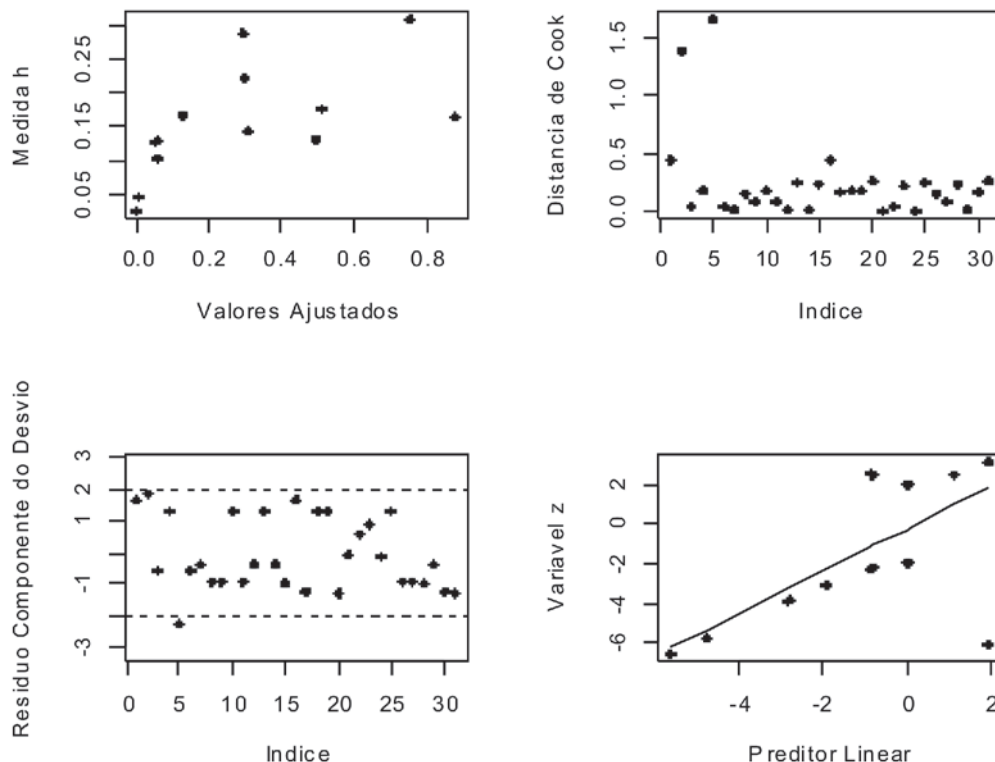 Medida h
0.05 0.15 0.25
0.0 0.2 0.4 0.6 0.8
Valores Ajustados
Distancia de Cook
0.0 0.5 1.0 1.5
0 5 10 15 20 25 30
Indice
Residuo Componente do Desvio
-3 -1 1 2 3
0 5 10 15 20 25 30
Indice
Variavel z
-6 -4 -2 0 2
-4 -2 0 2
Preditor Linear